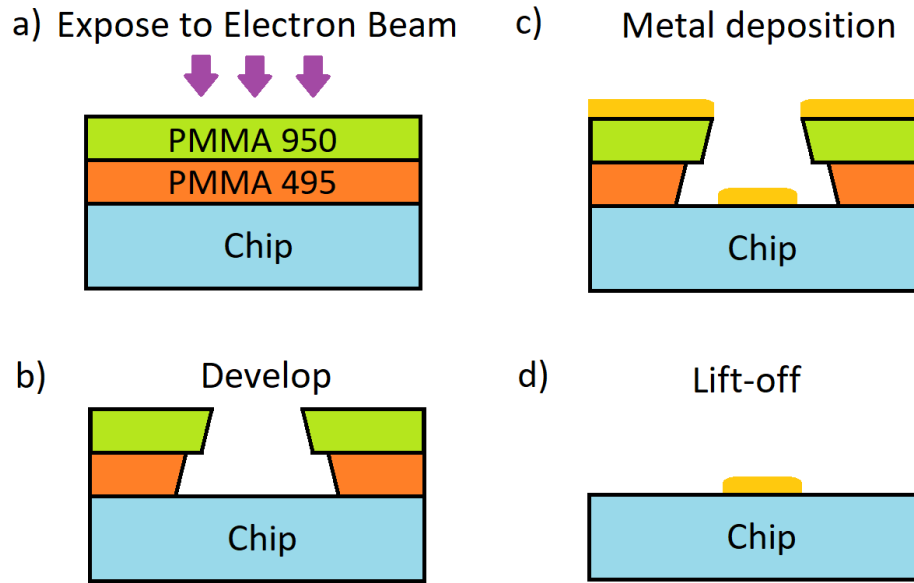 a) Expose to Electron Beam
PMMA 950
PMMA 495
Chip
b) Develop
Chip
c) Metal deposition
Chip
d) Lift-off
Chip